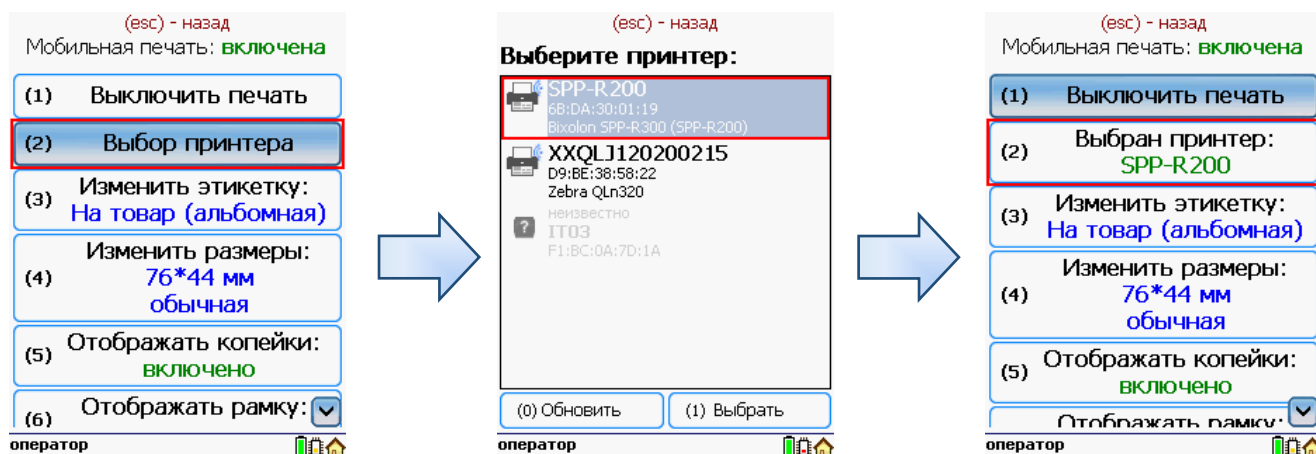 (esc) - назад
Мобильная печать: включена
(1) Выключить печать
(2) Выбор принтера
(3) Изменить этикетку:
На товар (альбомная)
(4) Изменить размеры:
76*44 мм
обычная
(5) Отображать копейки:
включено
(6) Отображать рамку:
оператор
(esc) - назад
Выберите принтер:
SPP-R200
6B:DA:30:01:19
Bixolon SPP-R300 (SPP-R200)
XXQLJ120200215
D9:BE:38:58:22
Zebra QLn320
неизвестно
IT03
F1:BC:0A:7D:1A
(0) Обновить
(1) Выбрать
оператор
(esc) - назад
Мобильная печать: включена
(1) Выключить печать
(2) Выбран принтер:
SPP-R200
(3) Изменить этикетку:
На товар (альбомная)
(4) Изменить размеры:
76*44 мм
обычная
(5) Отображать копейки:
включено
Отображать рамку:
оператор